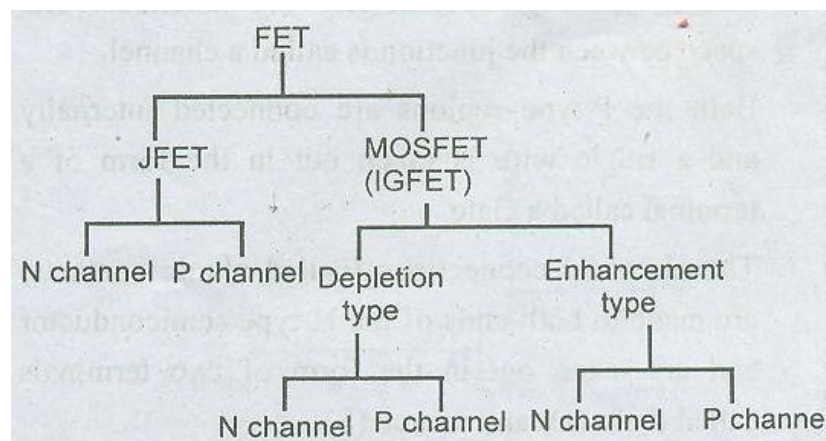 FET
JFET
MOSFET
(IGFET)
N channel
P channel
Depletion
type
Enhancement
type
N channel
P channel
N channel
P channe